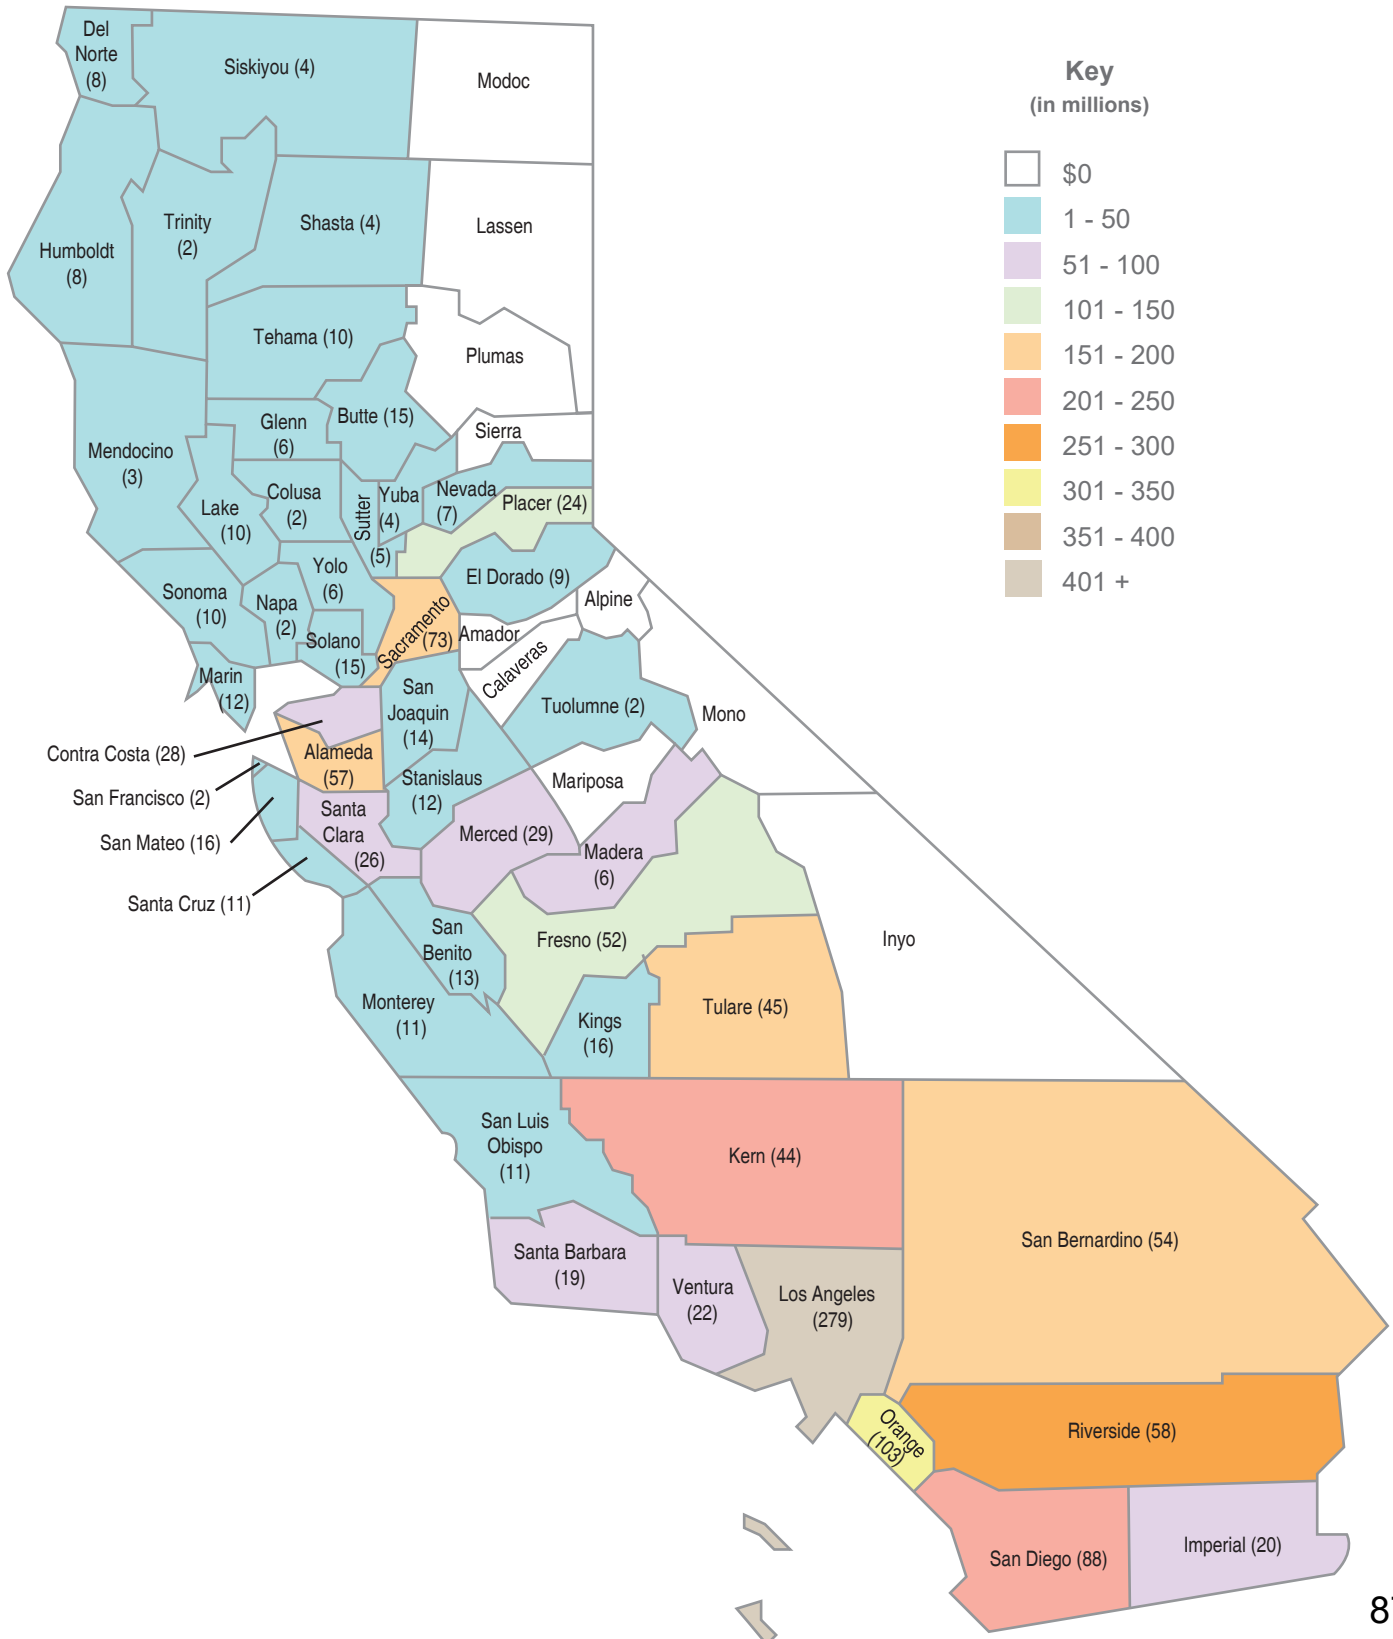 Del
Norte
(8)
Siskiyou (4)
Modoc
Humboldt
(8)
Trinity
(2)
Shasta (4)
Lassen
Tehama (10)
Plumas
Mendocino
(3)
Glenn
(6)
Butte (15)
Sierra
Lake
(10)
Colusa
(2)
Sutter
(5)
Yuba
(4)
Nevada
(7)
Placer (24)
Sonoma
(10)
Napa
(2)
Yolo
(6)
El Dorado (9)
Solano
(15)
Sacramento
(73)
Amador
Alpine
Calaveras
Marin
(12)
San
Joaquin
(14)
Tuolumne (2)
Mono
Contra Costa (28)
Alameda
(57)
San Francisco (2)
Stanislaus
(12)
Mariposa
San Mateo (16)
Santa
Clara
(26)
Merced (29)
Madera
(6)
Santa Cruz (11)
San
Benito
(13)
Fresno (52)
Inyo
Monterey
(11)
Kings
(16)
Tulare (45)
San Luis
Obispo
(11)
Kern (44)
San Bernardino (54)
Santa Barbara
(19)
Ventura
(22)
Los Angeles
(279)
Orange
(103)
Riverside (58)
San Diego (88)
Imperial (20)
Key
(in millions)
$0
1 - 50
51 - 100
101 - 150
151 - 200
201 - 250
251 - 300
301 - 350
351 - 400
401 +